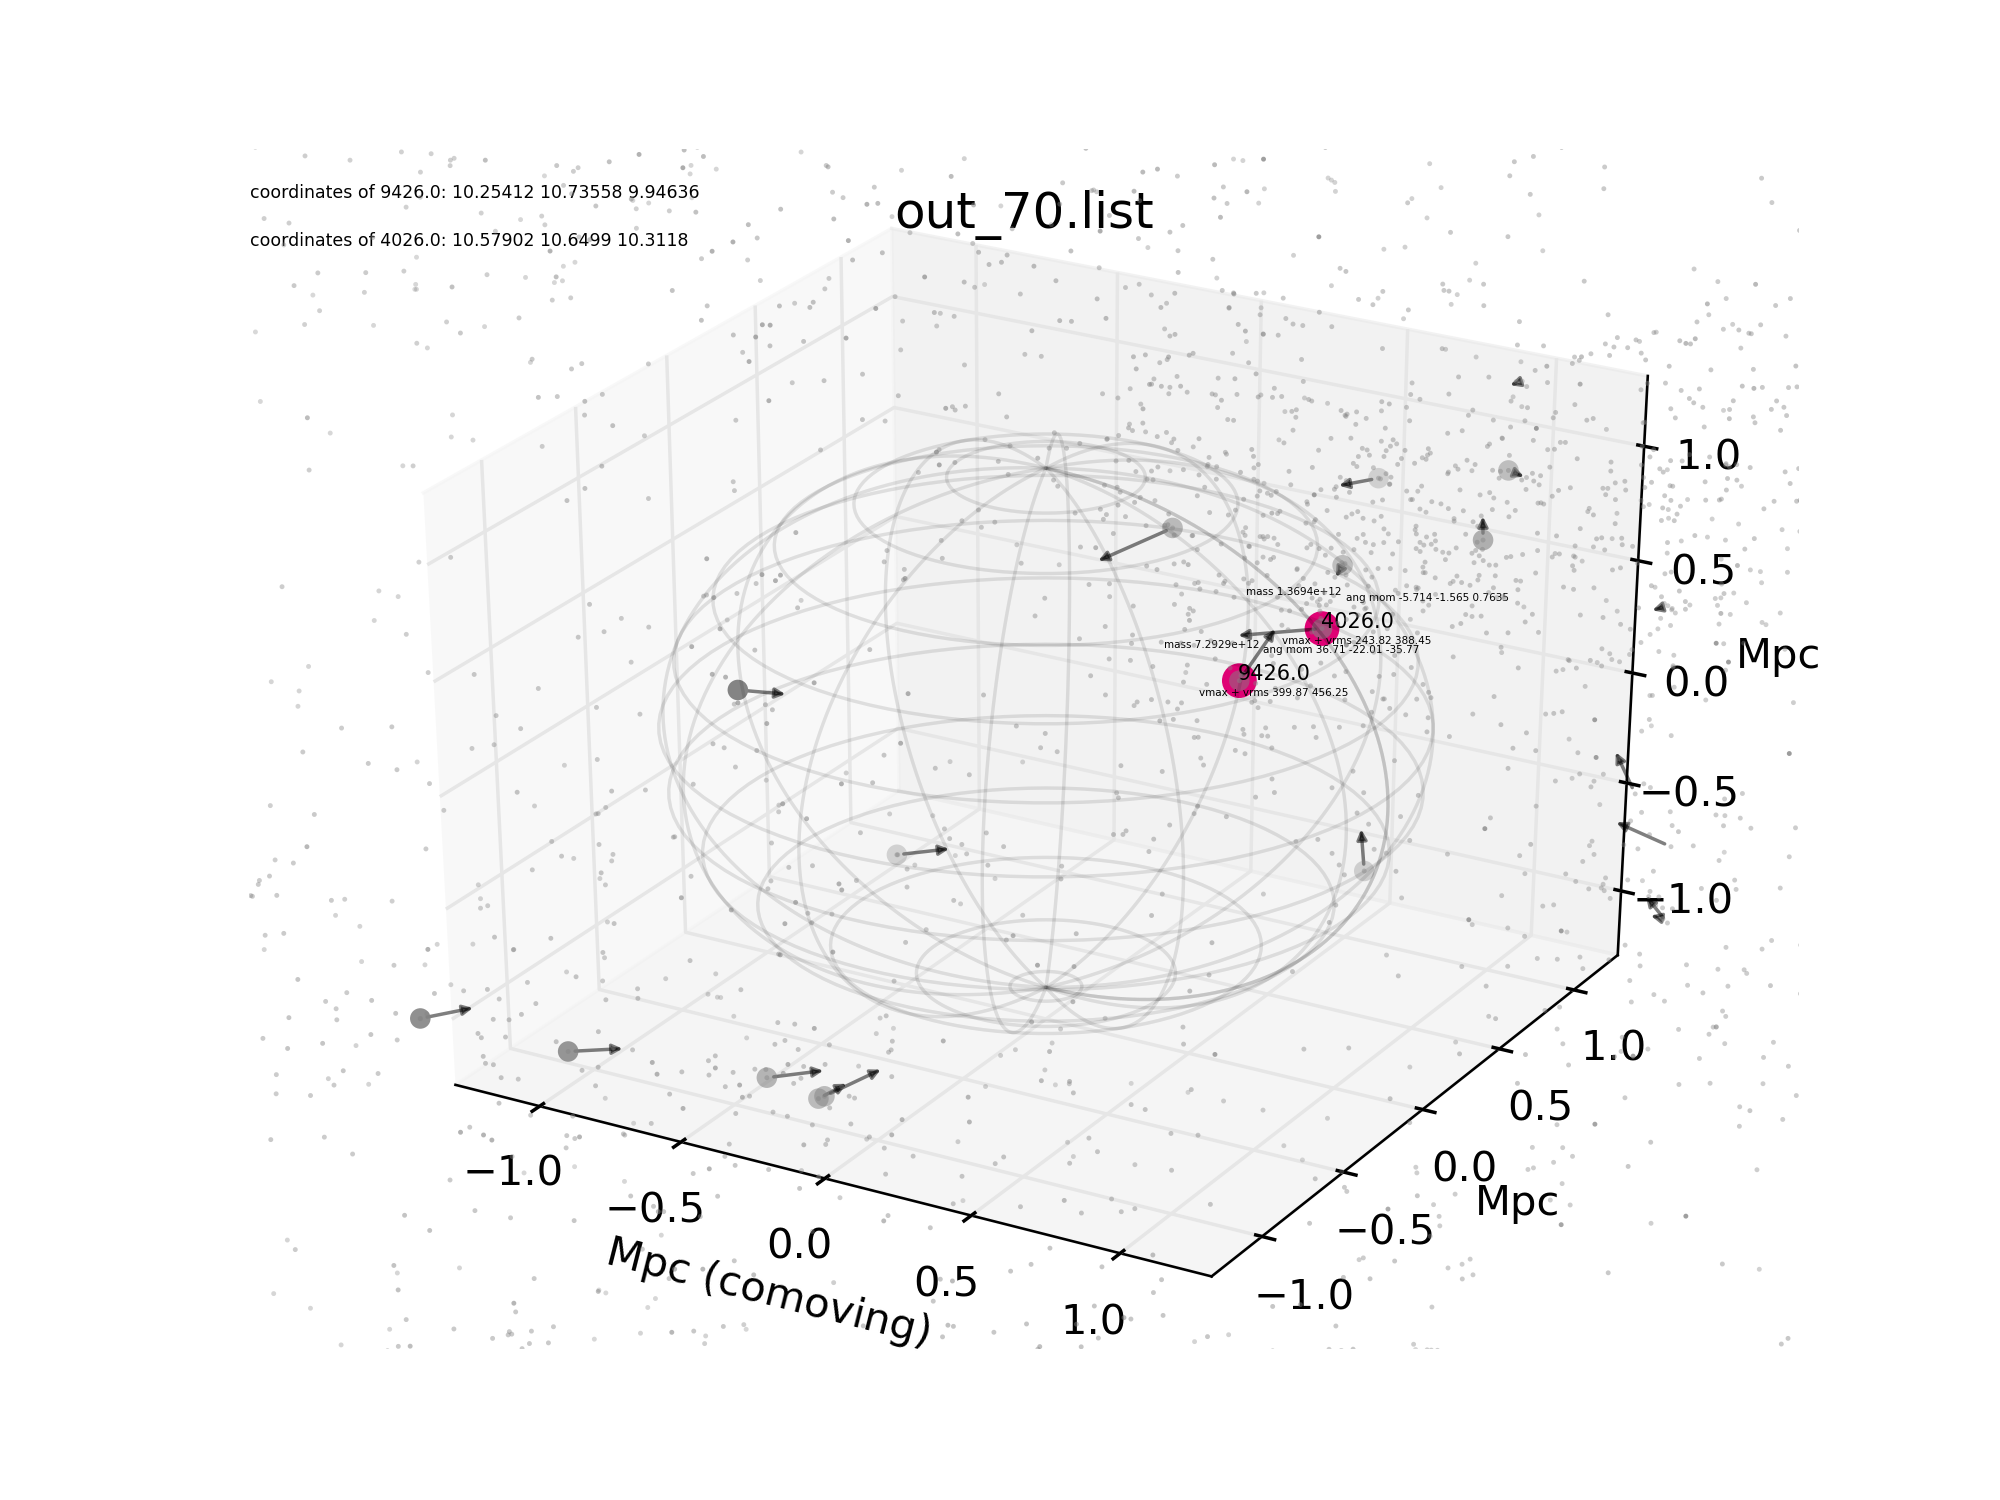 out_70.list
coordinates of 9426.0: 10.25412 10.73558 9.94636
coordinates of 4026.0: 10.57902 10.6499 10.3118
mass 1.3694e+12
ang mom -5.714 -1.565 0.7635
4026.0
vmax + vrms 243.82 388.45
mass 7.2929e+12
ang mom 36.71 -22.01 -35.77
9426.0
vmax + vrms 399.87 456.25
1.0
0.5
0.0
−0.5
−1.0
Mpc
1.0
0.5
0.0
−0.5
−1.0
Mpc
−1.0
−0.5
0.0
0.5
1.0
Mpc (comoving)